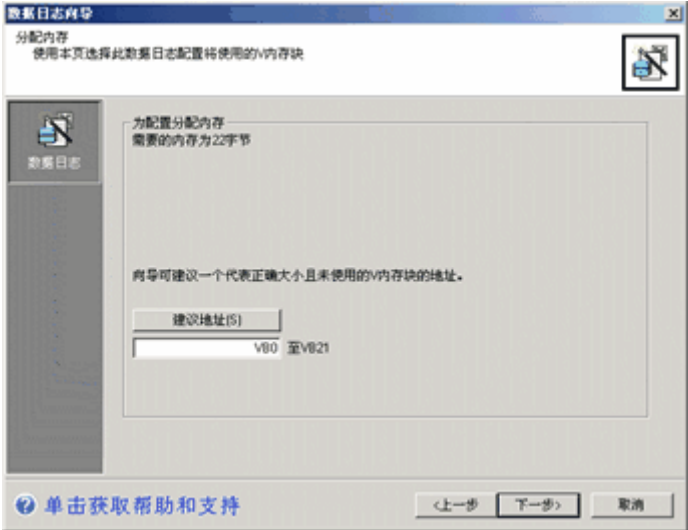 数据日志向导
分配内存
使用本页选择此数据日志配置将使用的V内存块
数据日志
为配置分配内存
需要的内存为22字节
向导可建议一个代表正确大小且未使用的V内存块的地址。
建议地址(S)
VB0 至VB21
单击获取帮助和支持
<上一步 下一步> 取消